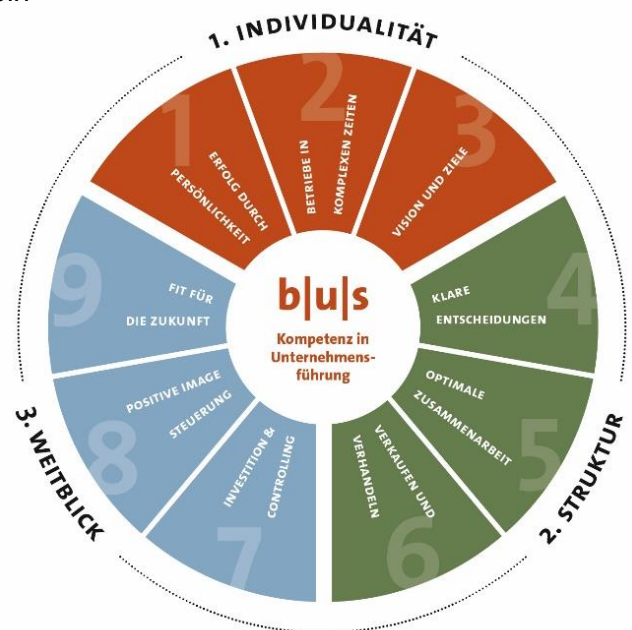 1. INDIVIDUALITÄT
1
ERFOLG DURCH
PERSÖNLICHKEIT
2
BETRIEBE IN
KOMPLEXEN ZEITEN
3
VISION UND ZIELE
4
KLARE
ENTSCHEIDUNGEN
5
OPTIMALE
ZUSAMMENARBEIT
2. STRUKTUR
6
VERKAUFEN UND
VERHANDELN
7
INVESTITION &
CONTROLLING
8
POSITIVE IMAGE
STEUERUNG
3. WEITBLICK
9
FIT FÜR
DIE ZUKUNFT
b|u|s
Kompetenz in
Unternehmens-
führung